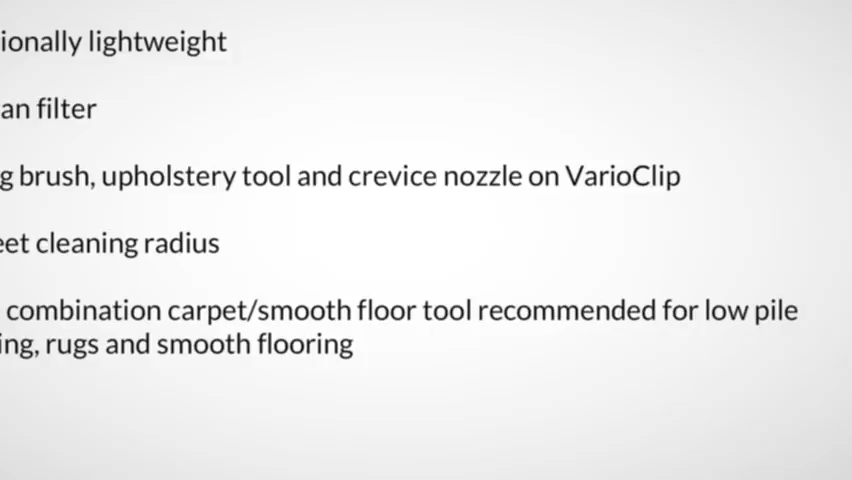 ionally lightweight
an filter
g brush, upholstery tool and crevice nozzle on VarioClip
eet cleaning radius
combination carpet/smooth floor tool recommended for low pile
ing, rugs and smooth flooring